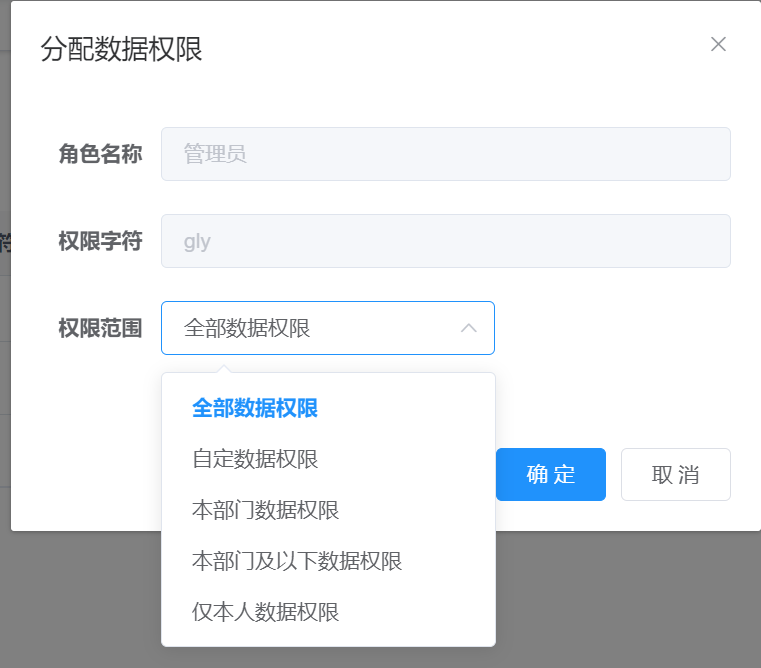 分配数据权限
角色名称 管理员
符
权限字符 gly
权限范围 全部数据权限
全部数据权限
自定数据权限
确定 取消
本部门数据权限
本部门及以下数据权限
仅本人数据权限